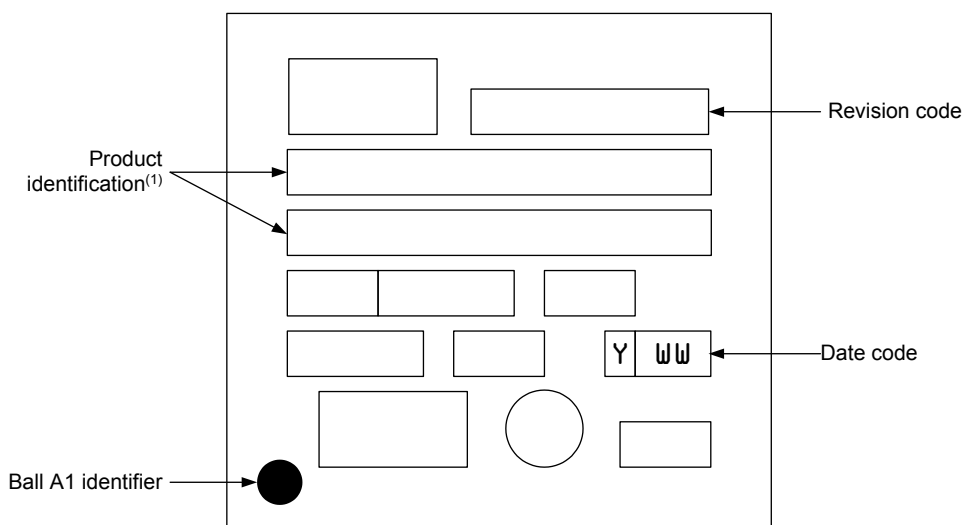 Revision code
Product
identification(1)
Y WW
Date code
Ball A1 identifier